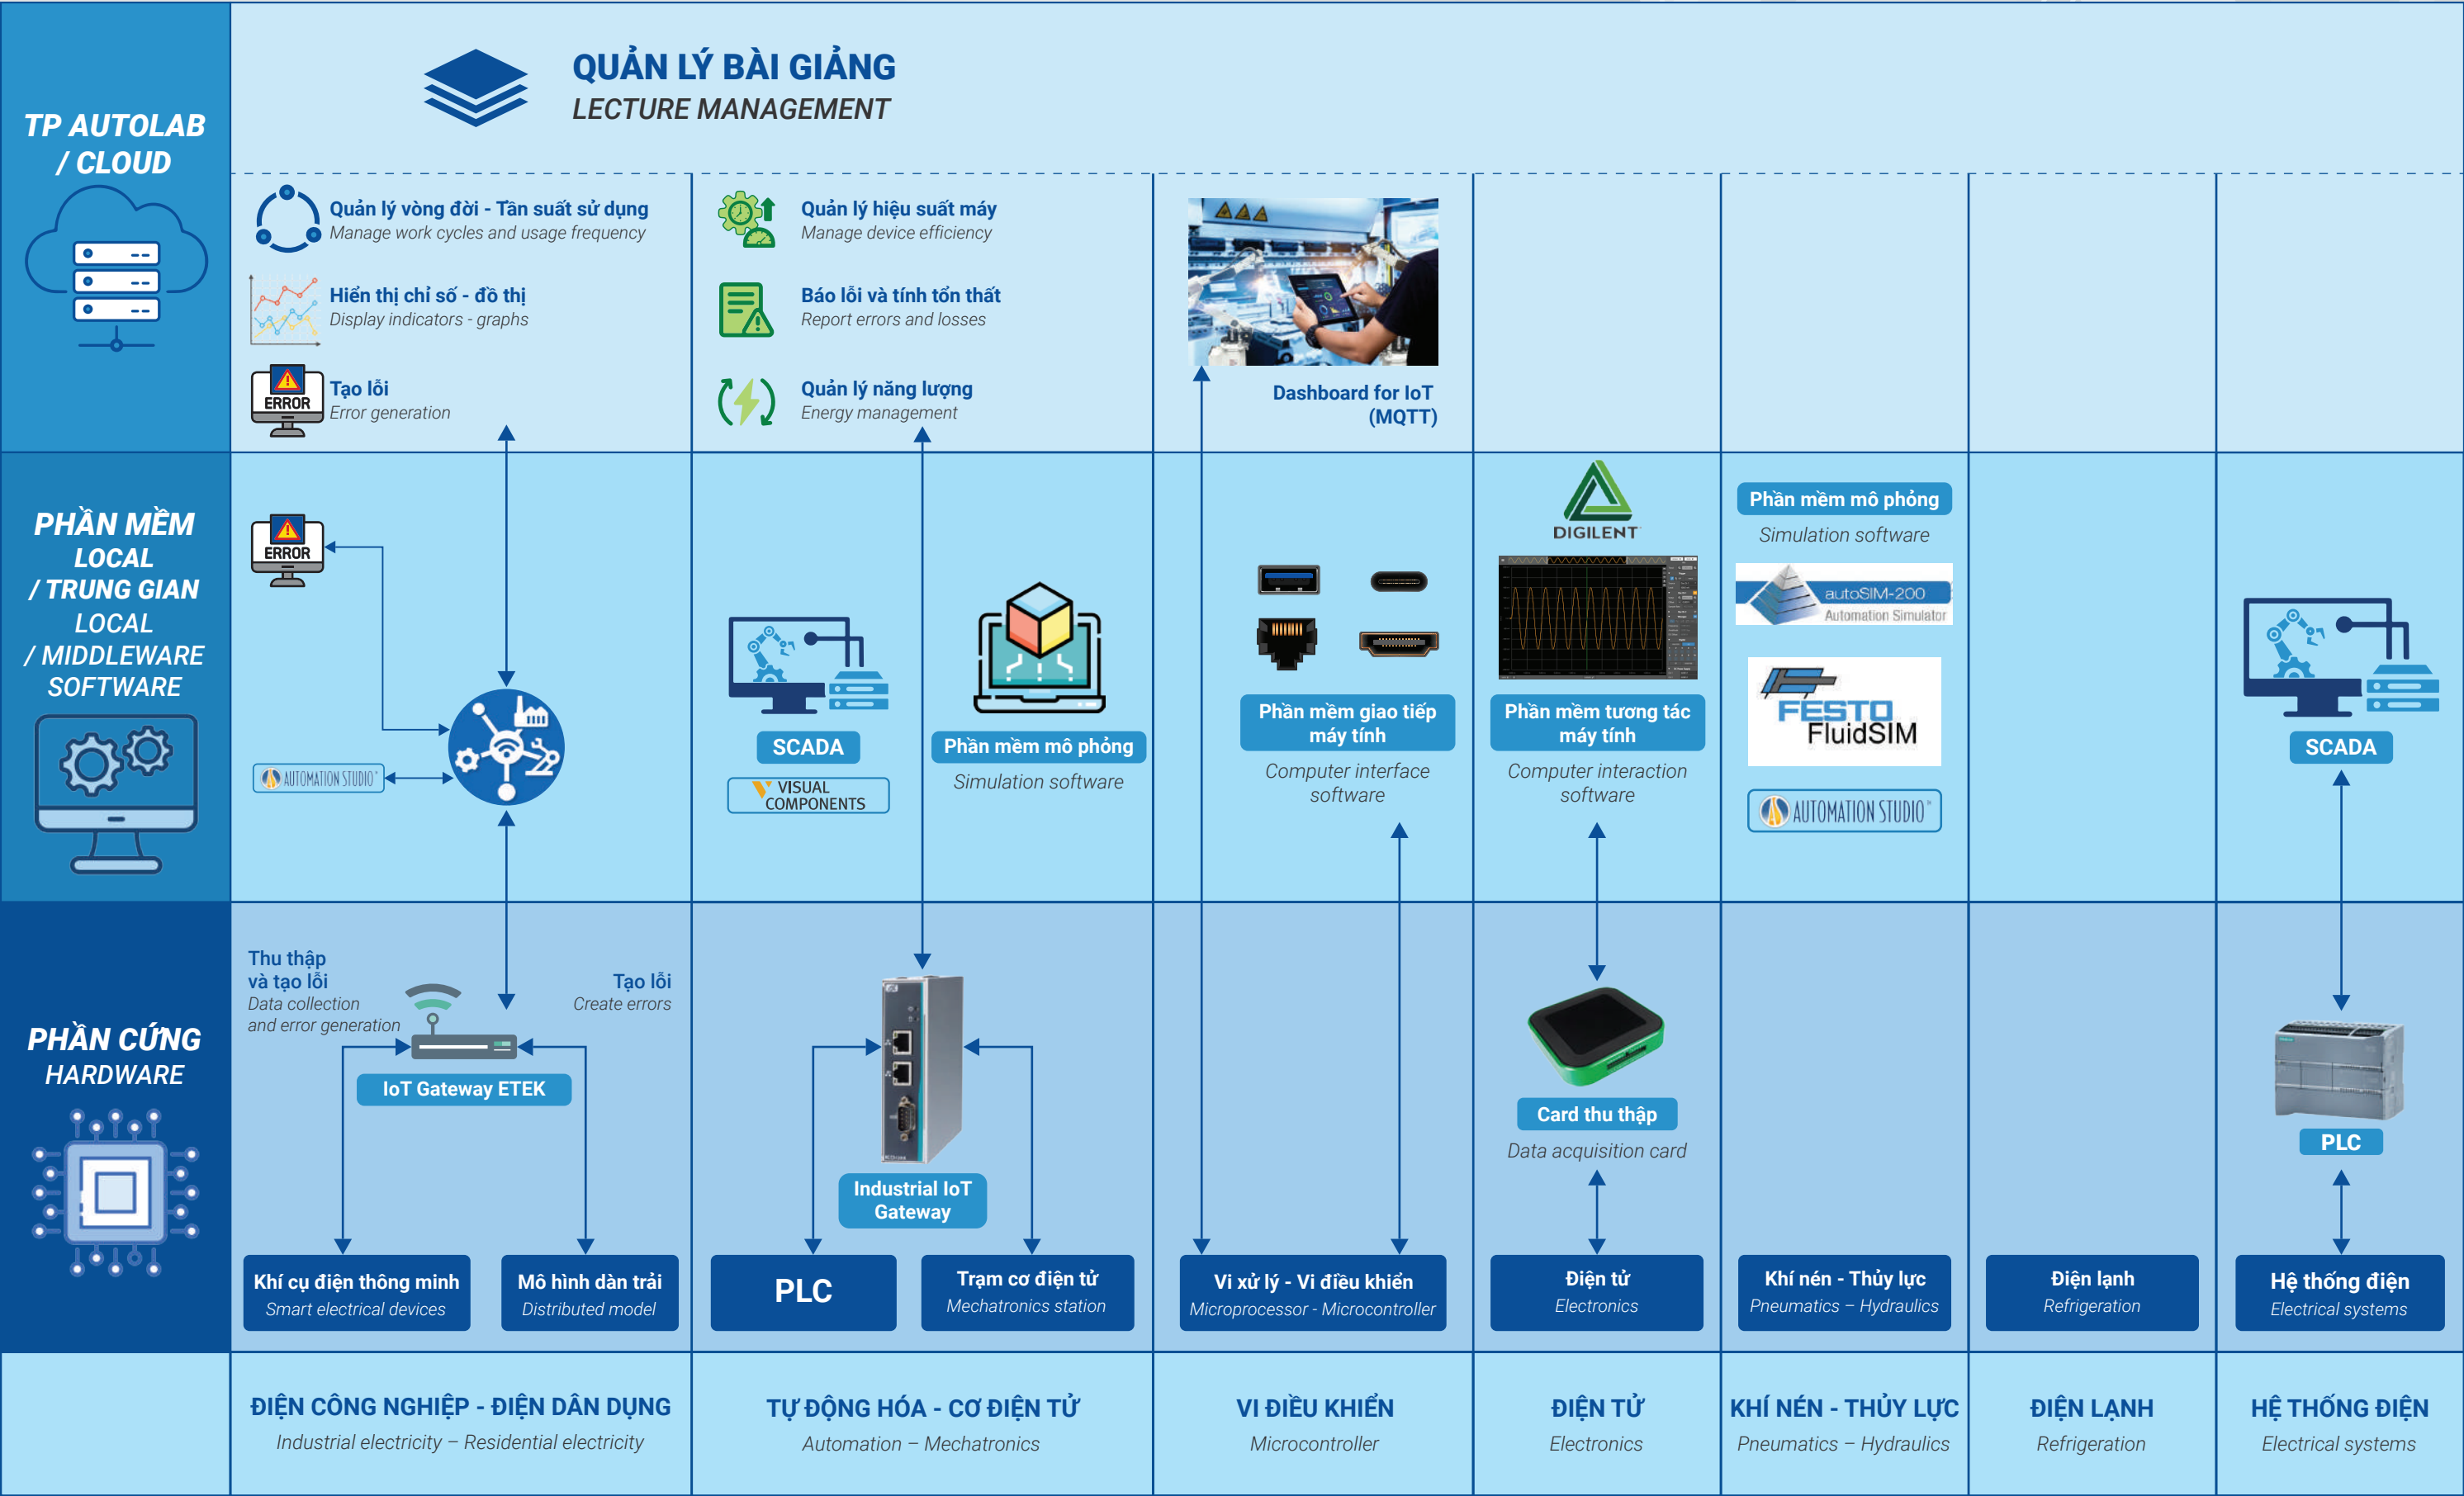 QUẢN LÝ BÀI GIẢNG
LECTURE MANAGEMENT
TP AUTOLAB
/ CLOUD
Quản lý vòng đời - Tần suất sử dụng
Manage work cycles and usage frequency
Hiển thị chỉ số - đồ thị
Display indicators - graphs
ERROR
Tạo lỗi
Error generation
Quản lý hiệu suất máy
Manage device efficiency
Báo lỗi và tính tổn thất
Report errors and losses
Quản lý năng lượng
Energy management
Dashboard for IoT
(MQTT)
PHẦN MỀM
LOCAL
/ TRUNG GIAN
LOCAL
/ MIDDLEWARE
SOFTWARE
ERROR
AUTOMATION STUDIO
SCADA
VISUAL
COMPONENTS
Phần mềm mô phỏng
Simulation software
Phần mềm giao tiếp
máy tính
Computer interface
software
DIGILENT
Phần mềm tương tác
máy tính
Computer interaction
software
Phần mềm mô phỏng
Simulation software
autoSIM-200
Automation Simulator
FESTO
FluidSIM
AUTOMATION STUDIO
SCADA
PHẦN CỨNG
HARDWARE
Thu thập
và tạo lỗi
Data collection
and error generation
Tạo lỗi
Create errors
IoT Gateway ETEK
Khí cụ điện thông minh
Smart electrical devices
Mô hình dàn trải
Distributed model
Industrial IoT
Gateway
PLC
Trạm cơ điện tử
Mechatronics station
Vi xử lý - Vi điều khiển
Microprocessor - Microcontroller
Card thu thập
Data acquisition card
Điện tử
Electronics
Khí nén - Thủy lực
Pneumatics – Hydraulics
Điện lạnh
Refrigeration
PLC
Hệ thống điện
Electrical systems
ĐIỆN CÔNG NGHIỆP - ĐIỆN DÂN DỤNG
Industrial electricity – Residential electricity
TỰ ĐỘNG HÓA - CƠ ĐIỆN TỬ
Automation – Mechatronics
VI ĐIỀU KHIỂN
Microcontroller
ĐIỆN TỬ
Electronics
KHÍ NÉN - THỦY LỰC
Pneumatics – Hydraulics
ĐIỆN LẠNH
Refrigeration
HỆ THỐNG ĐIỆN
Electrical systems